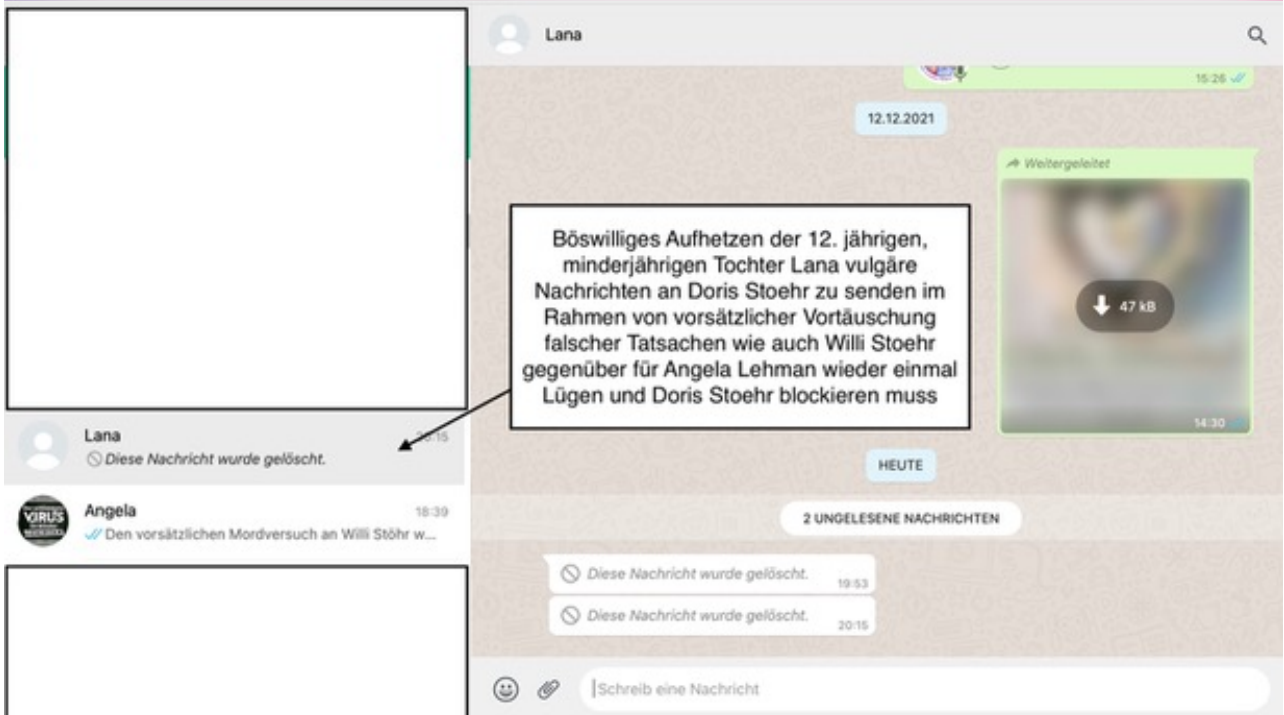 Lana
15:26
12.12.2021
Weitergeleitet
47 kB
14:30
Böswilliges Aufhetzen der 12. jährigen,
minderjährigen Tochter Lana vulgäre
Nachrichten an Doris Stoehr zu senden im
Rahmen von vorsätzlicher Vortäuschung
falscher Tatsachen wie auch Willi Stoehr
gegenüber für Angela Lehman wieder einmal
Lügen und Doris Stoehr blockieren muss
Lana
Diese Nachricht wurde gelöscht.
VIRUS
Angela 18:39
Den vorsätzlichen Mordversuch an Willi Stöhr w...
HEUTE
2 UNGELESENE NACHRICHTEN
Diese Nachricht wurde gelöscht. 19:53
Diese Nachricht wurde gelöscht. 20:15
Schreib eine Nachricht